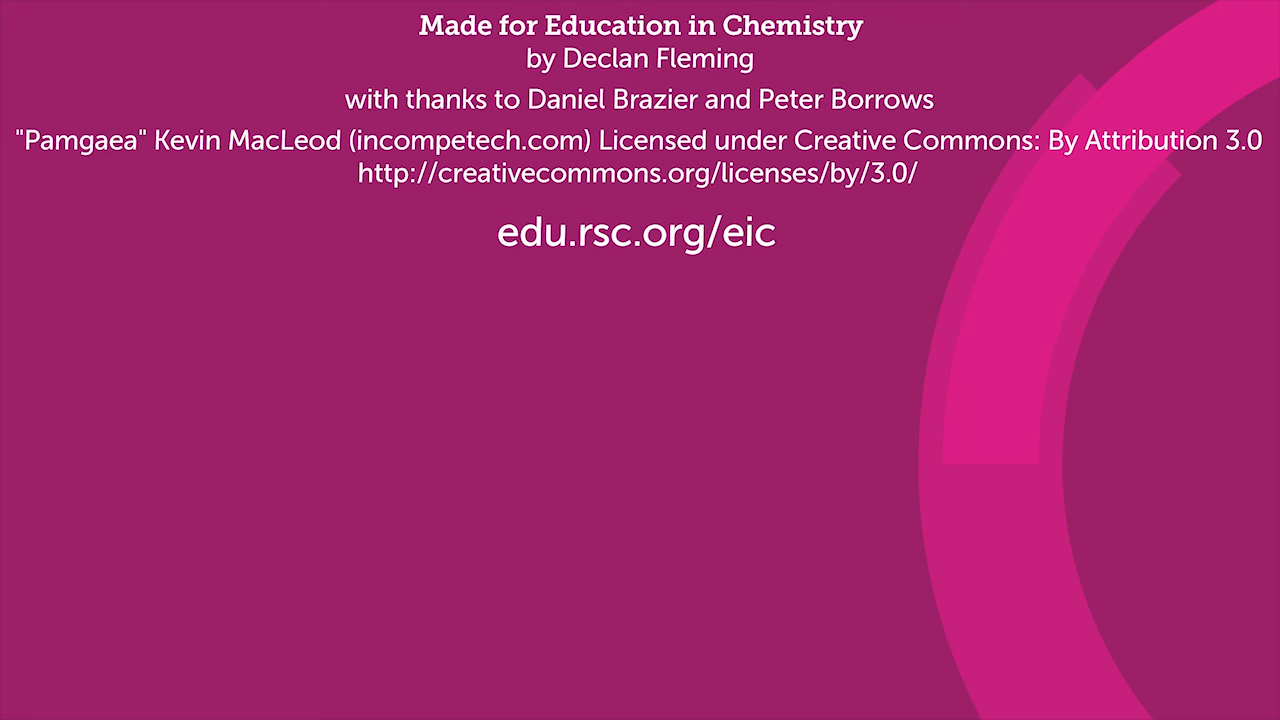 Made for Education in Chemistry
by Declan Fleming
with thanks to Daniel Brazier and Peter Borrows
"Pamgaea" Kevin MacLeod (incompetech.com) Licensed under Creative Commons: By Attribution 3.0
http://creativecommons.org/licenses/by/3.0/
edu.rsc.org/eic